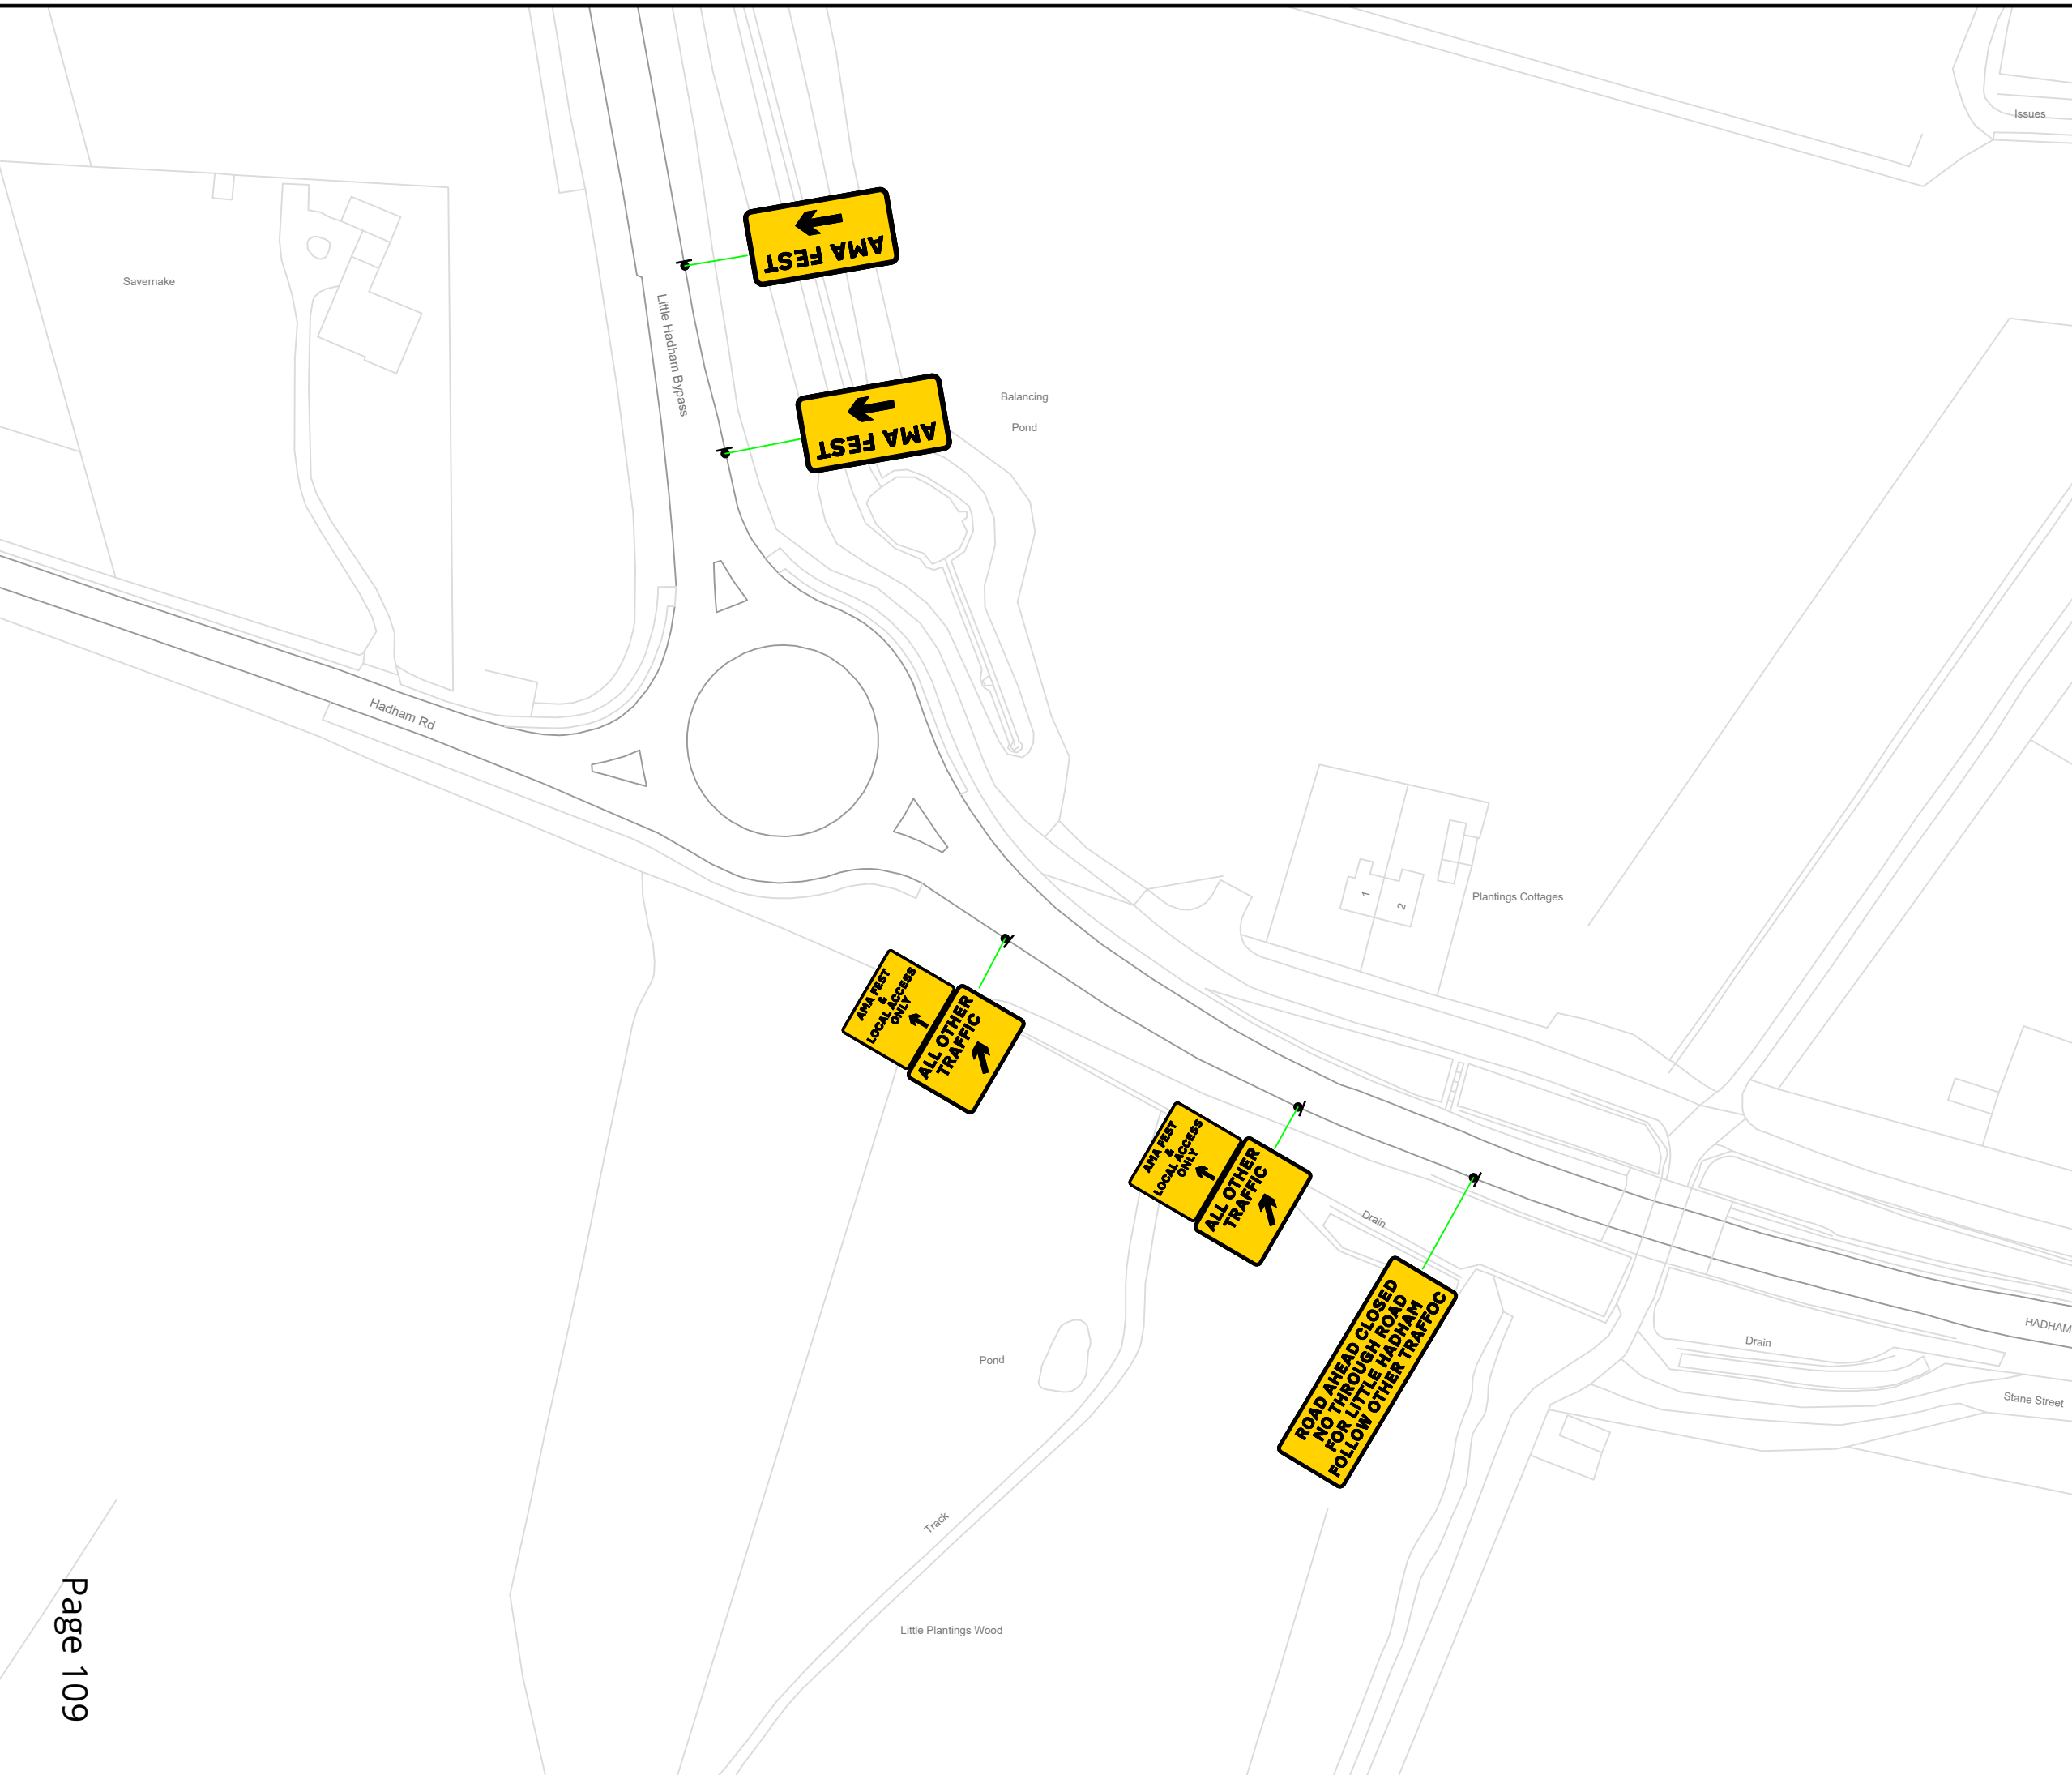 Issues
Savernake
AMA FEST
Little Hadham Bypass
Balancing
Pond
AMA FEST
Hadham Rd
1
2
Plantings Cottages
AMA FEST
&
LOCAL ACCESS
ONLY
ALL OTHER
TRAFFIC
AMA FEST
&
LOCAL ACCESS
ONLY
ALL OTHER
TRAFFIC
Drain
ROAD AHEAD CLOSED
NO THROUGH ROAD
FOR LITTLE HADHAM
FOLLOW OTHER TRAFFOC
HADHAM
Drain
Stane Street
Pond
Track
Little Plantings Wood
Page 109